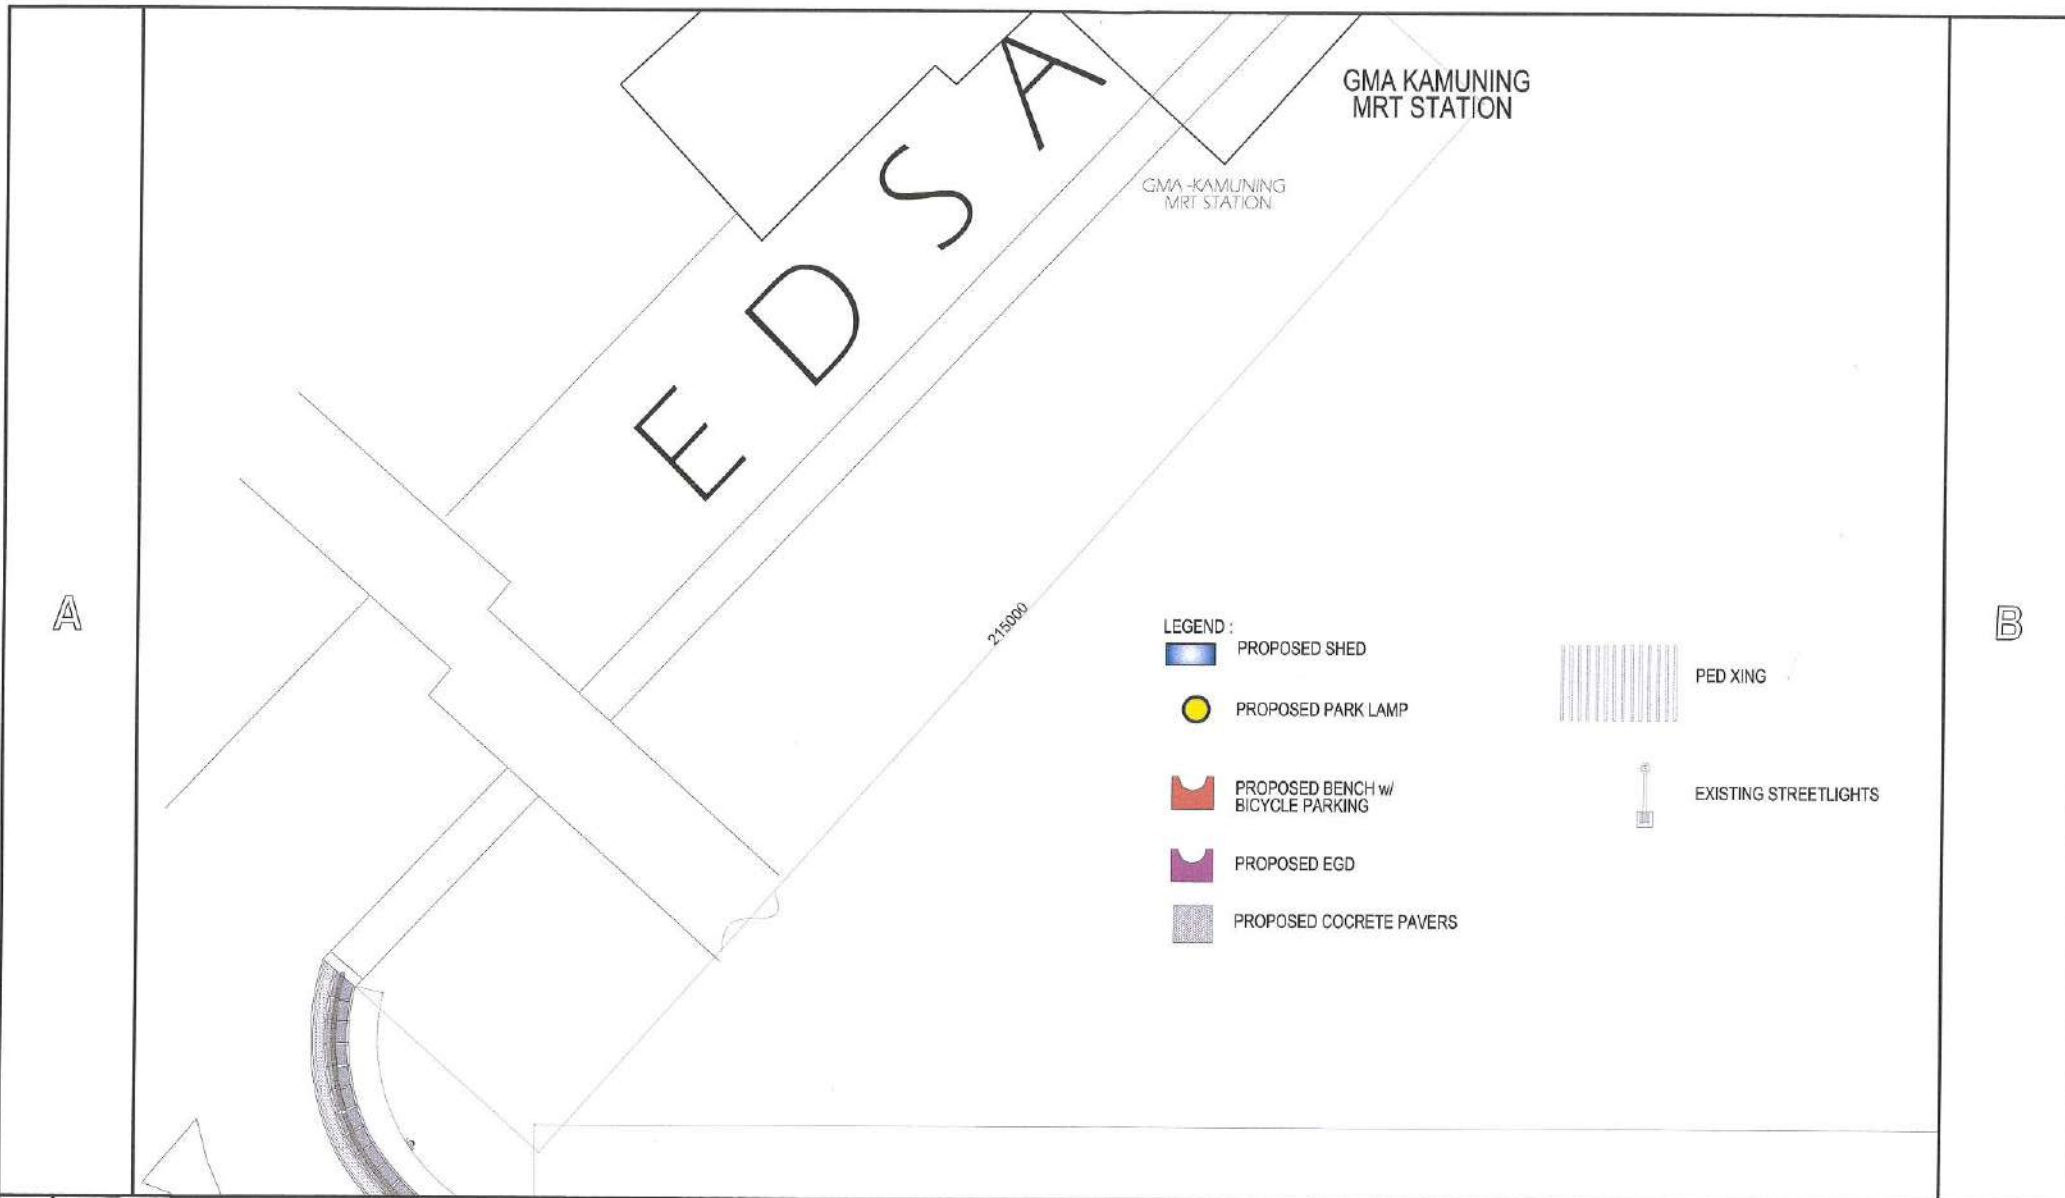 GMA KAMUNING
MRT STATION
EDSA
GMA -KAMUNING
MRT STATION
A
B
215000
LEGEND :
PROPOSED SHED
PROPOSED PARK LAMP
PROPOSED BENCH w/
BICYCLE PARKING
PROPOSED EGD
PROPOSED COCRETE PAVERS
PED XING
EXISTING STREETLIGHTS